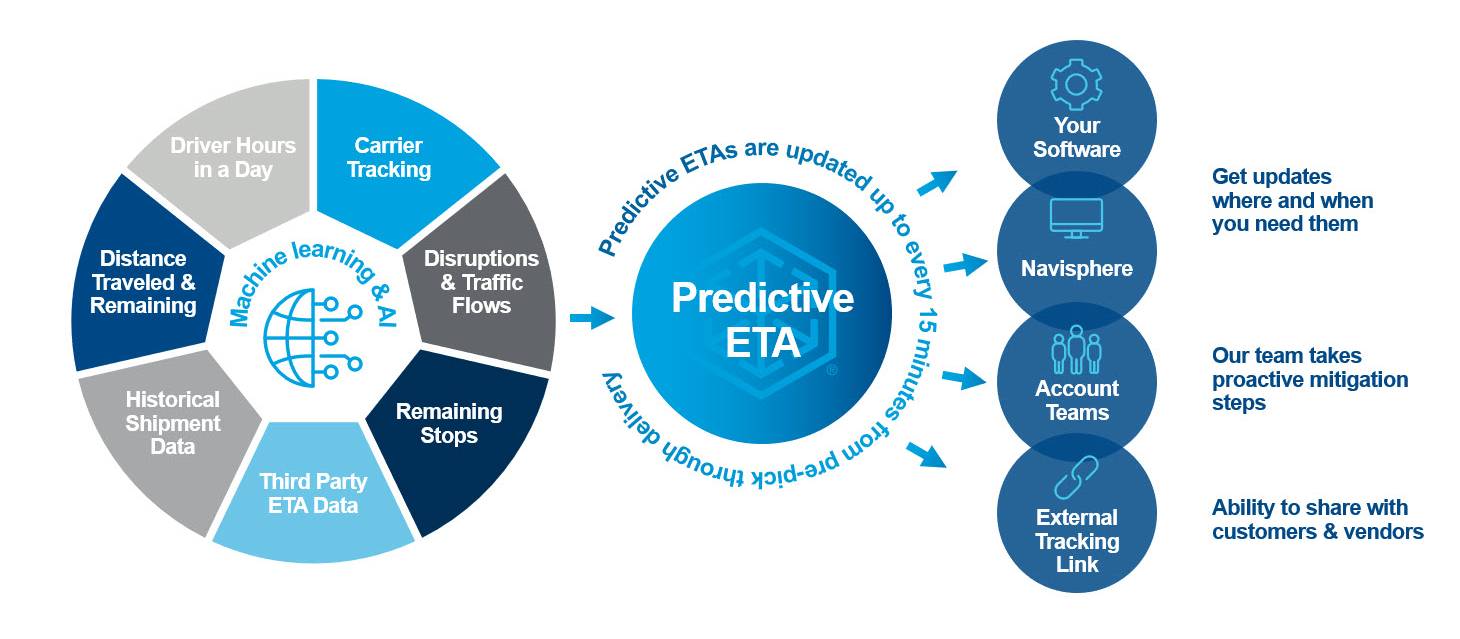 Driver Hours
in a Day
Carrier
Tracking
Disruptions
& Traffic
Flows
Remaining
Stops
Third Party
ETA Data
Historical
Shipment
Data
Distance
Traveled &
Remaining
Machine learning & AI
Predictive ETAs are updated up to every 15 minutes from pre-pick through delivery
Predictive
ETA
®
Your
Software
Navisphere
Account
Teams
External
Tracking
Link
Get updates
where and when
you need them
Our team takes
proactive mitigation
steps
Ability to share with
customers & vendors